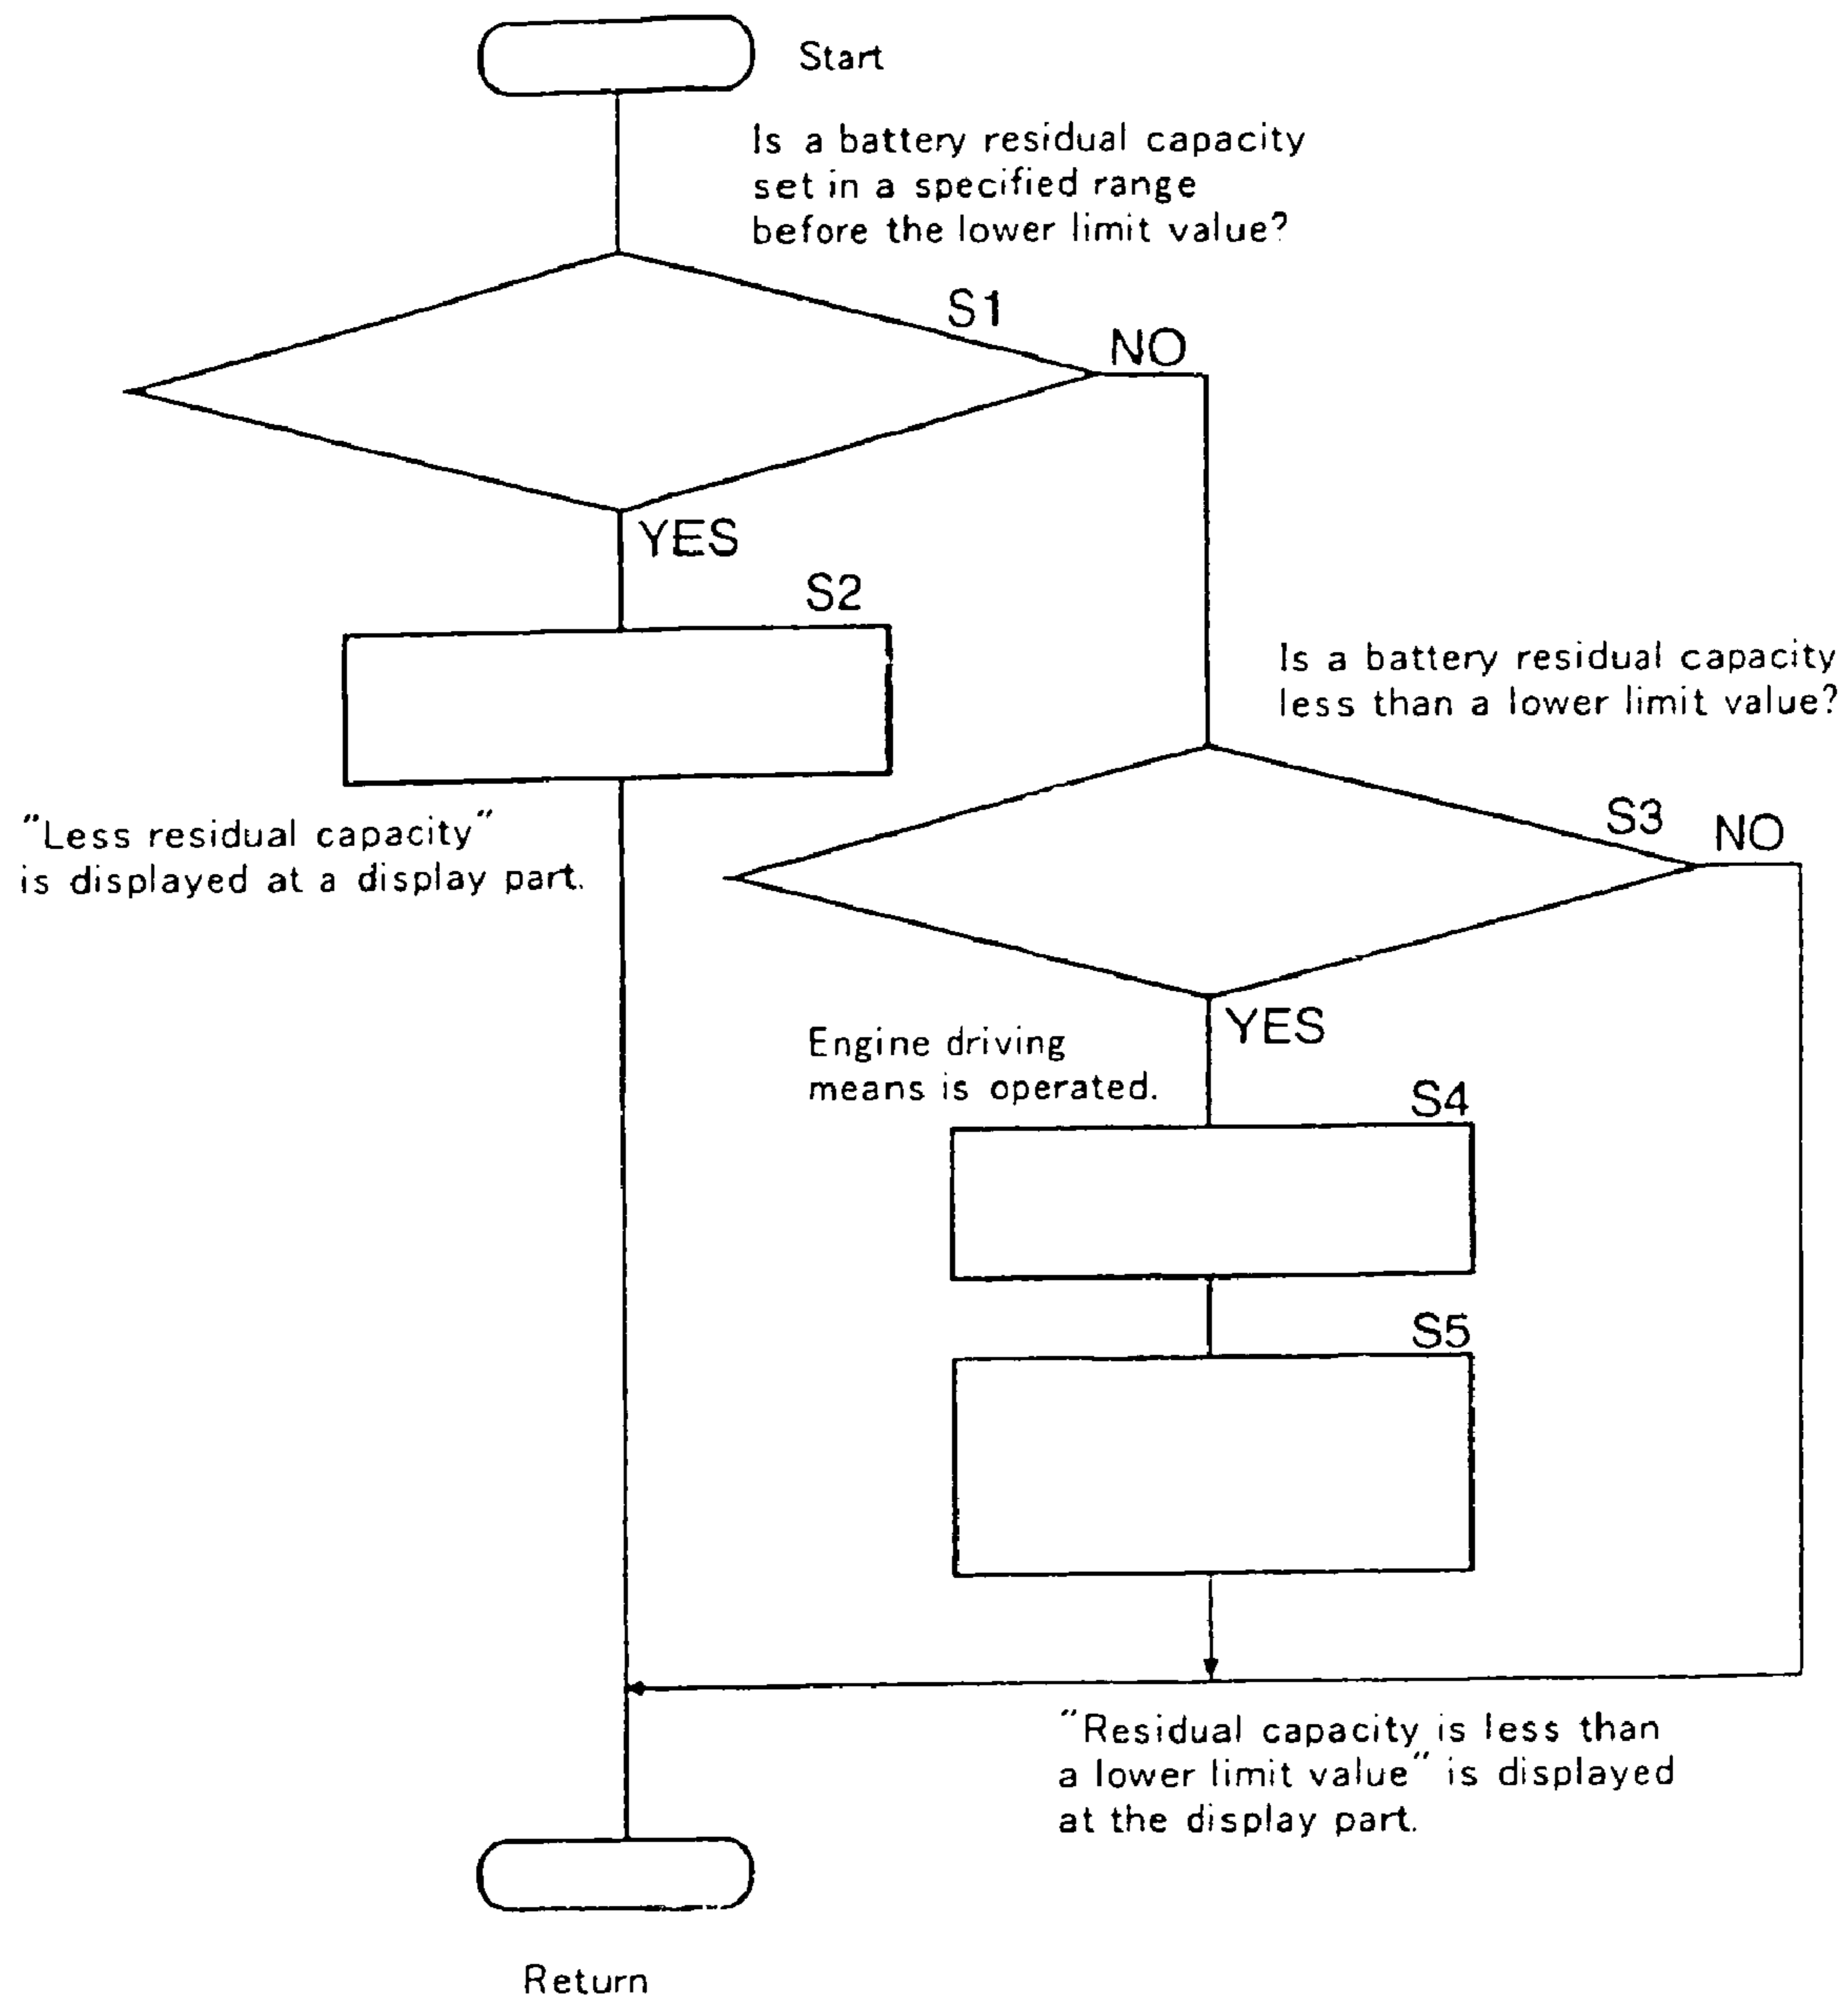 Start
Is a battery residual capacity
set in a specified range
before the lower limit value?
S1
NO
YES
S2
"Less residual capacity"
is displayed at a display part.
Is a battery residual capacity
less than a lower limit value?
S3
NO
YES
Engine driving
means is operated.
S4
S5
"Residual capacity is less than
a lower limit value" is displayed
at the display part.
Return